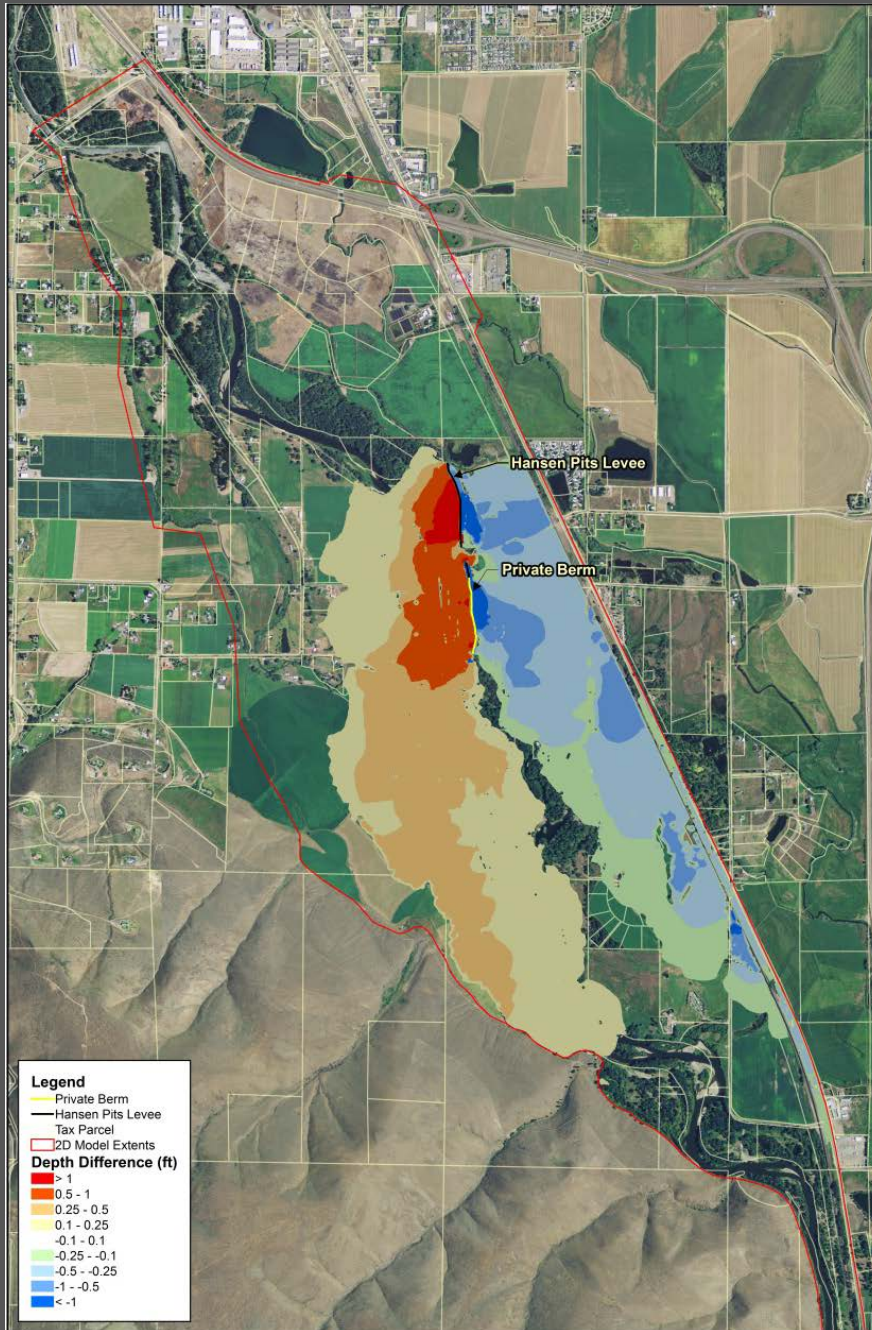 Hansen Pits Levee
Private Berm
Legend
Private Berm
Hansen Pits Levee
Tax Parcel
2D Model Extents
Depth Difference (ft)
> 1
0.5 - 1
0.25 - 0.5
0.1 - 0.25
-0.1 - 0.1
-0.25 - -0.1
-0.5 - -0.25
-1 - -0.5
< -1